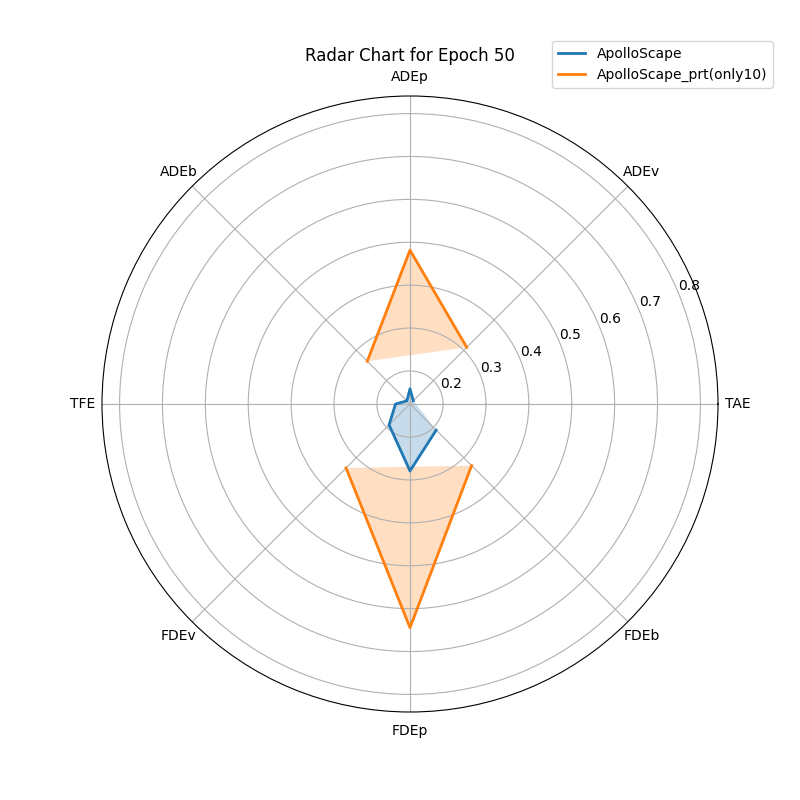 Radar Chart for Epoch 50
ApolloScape
ApolloScape_prt(only10)
ADEp
ADEb
ADEv
0.8
0.7
0.6
0.5
0.4
0.3
0.2
TFE
TAE
FDEv
FDEb
FDEp